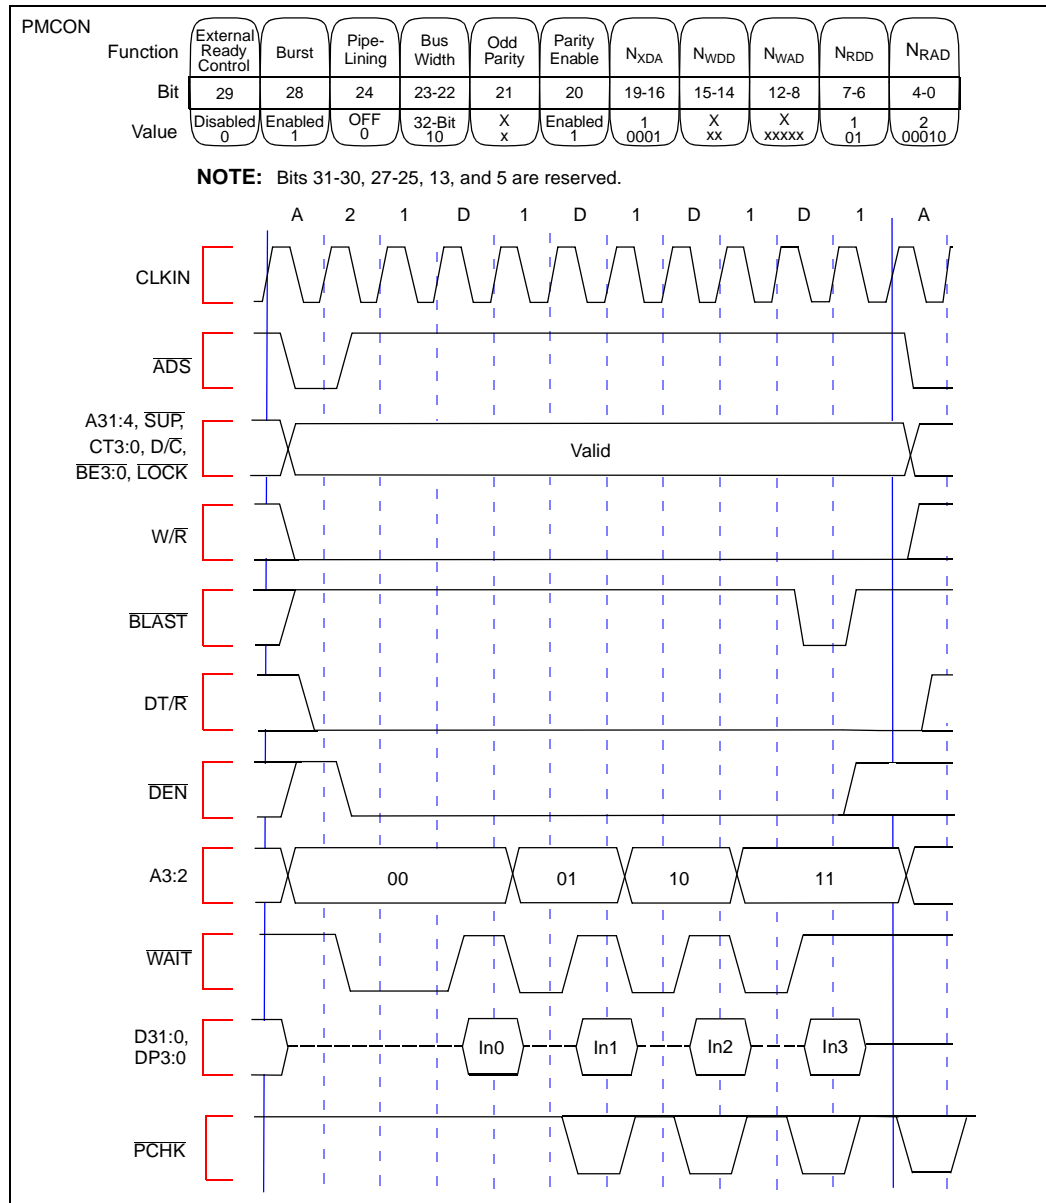 PMCON
Function External Ready Control Burst Pipe- Lining Bus Width Odd Parity Parity Enable NXDA NWDD NWAD NRDD NRAD
Bit 29 28 24 23-22 21 20 19-16 15-14 12-8 7-6 4-0
Value Disabled 0 Enabled 1 OFF 0 32-Bit 10 X x Enabled 1 1 0001 X xx X xxxxx 1 01 2 00010
NOTE: Bits 31-30, 27-25, 13, and 5 are reserved.
A 2 1 D 1 D 1 D 1 D 1 A
CLKIN
ADS
A31:4, SUP,
CT3:0, D/C,
BE3:0, LOCK
Valid
W/R
BLAST
DT/R
DEN
A3:2 00 01 10 11
WAIT
D31:0,
DP3:0
In0 In1 In2 In3
PCHK